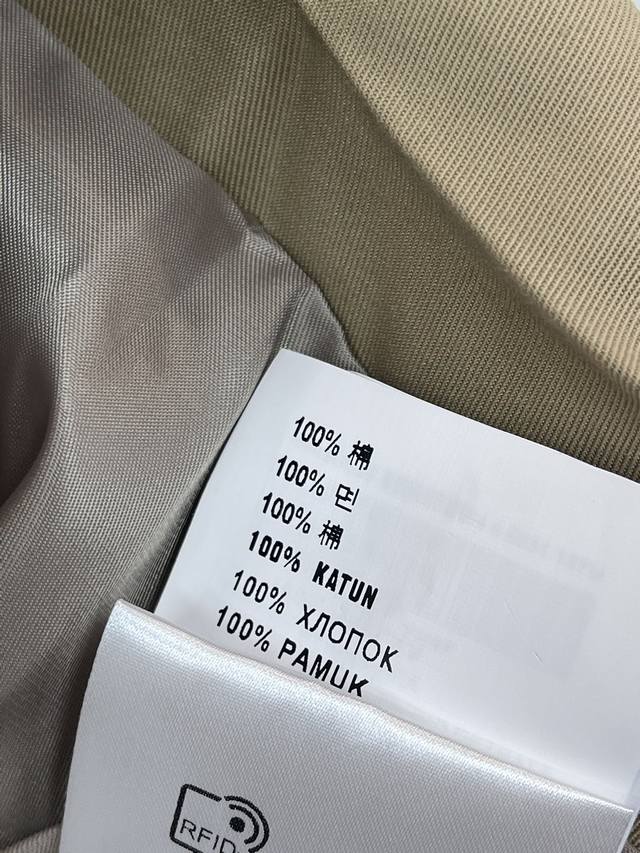 100% 棉
100% 면
100% 棉
100% KATUN
100% ХЛОПОК
100% PAMUK
RFID